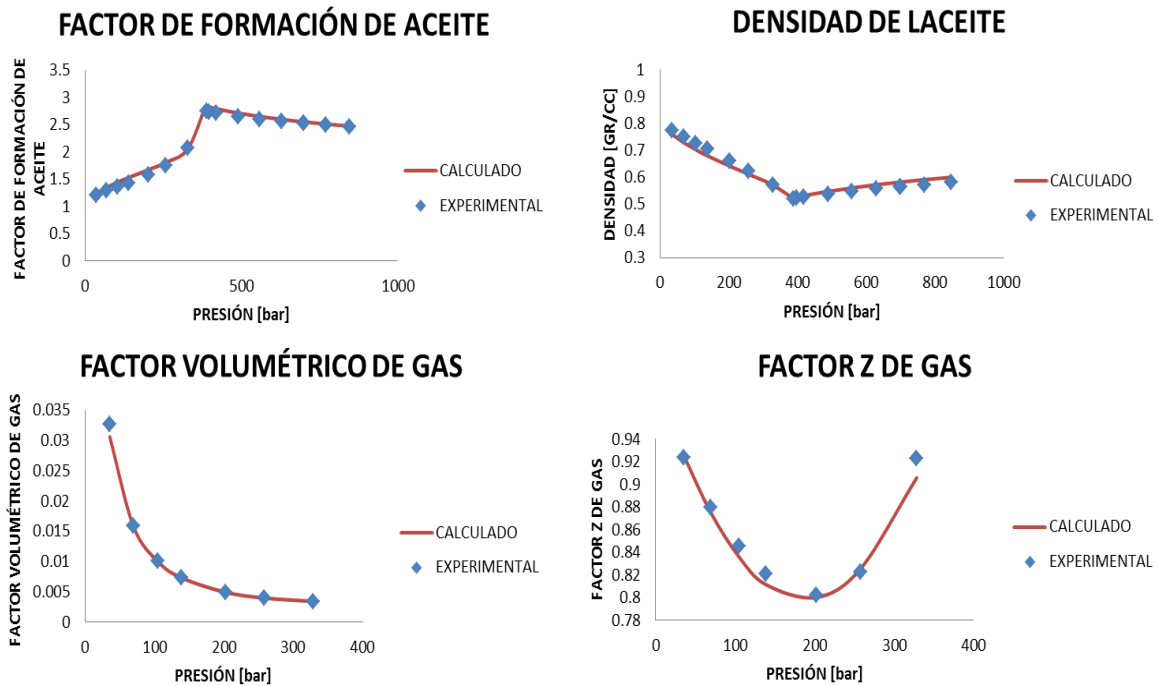 FACTOR DE FORMACIÓN DE ACEITE
FACTOR DE FORMACIÓN DE
ACEITE
3.5
3
2.5
2
1.5
1
0.5
0
0
500
1000
PRESIÓN [bar]
CALCULADO
EXPERIMENTAL
DENSIDAD DE LACEITE
DENSIDAD [GR/CC]
1
0.9
0.8
0.7
0.6
0.5
0.4
0.3
0
200
400
600
800
1000
PRESIÓN [bar]
CALCULADO
EXPERIMENTAL
FACTOR VOLUMÉTRICO DE GAS
FACTOR VOLUMÉTRICO DE GAS
0.035
0.03
0.025
0.02
0.015
0.01
0.005
0
0
100
200
300
400
PRESIÓN [bar]
CALCULADO
EXPERIMENTAL
FACTOR Z DE GAS
FACTOR Z DE GAS
0.94
0.92
0.9
0.88
0.86
0.84
0.82
0.8
0.78
0
100
200
300
400
PRESIÓN [bar]
CALCULADO
EXPERIMENTAL